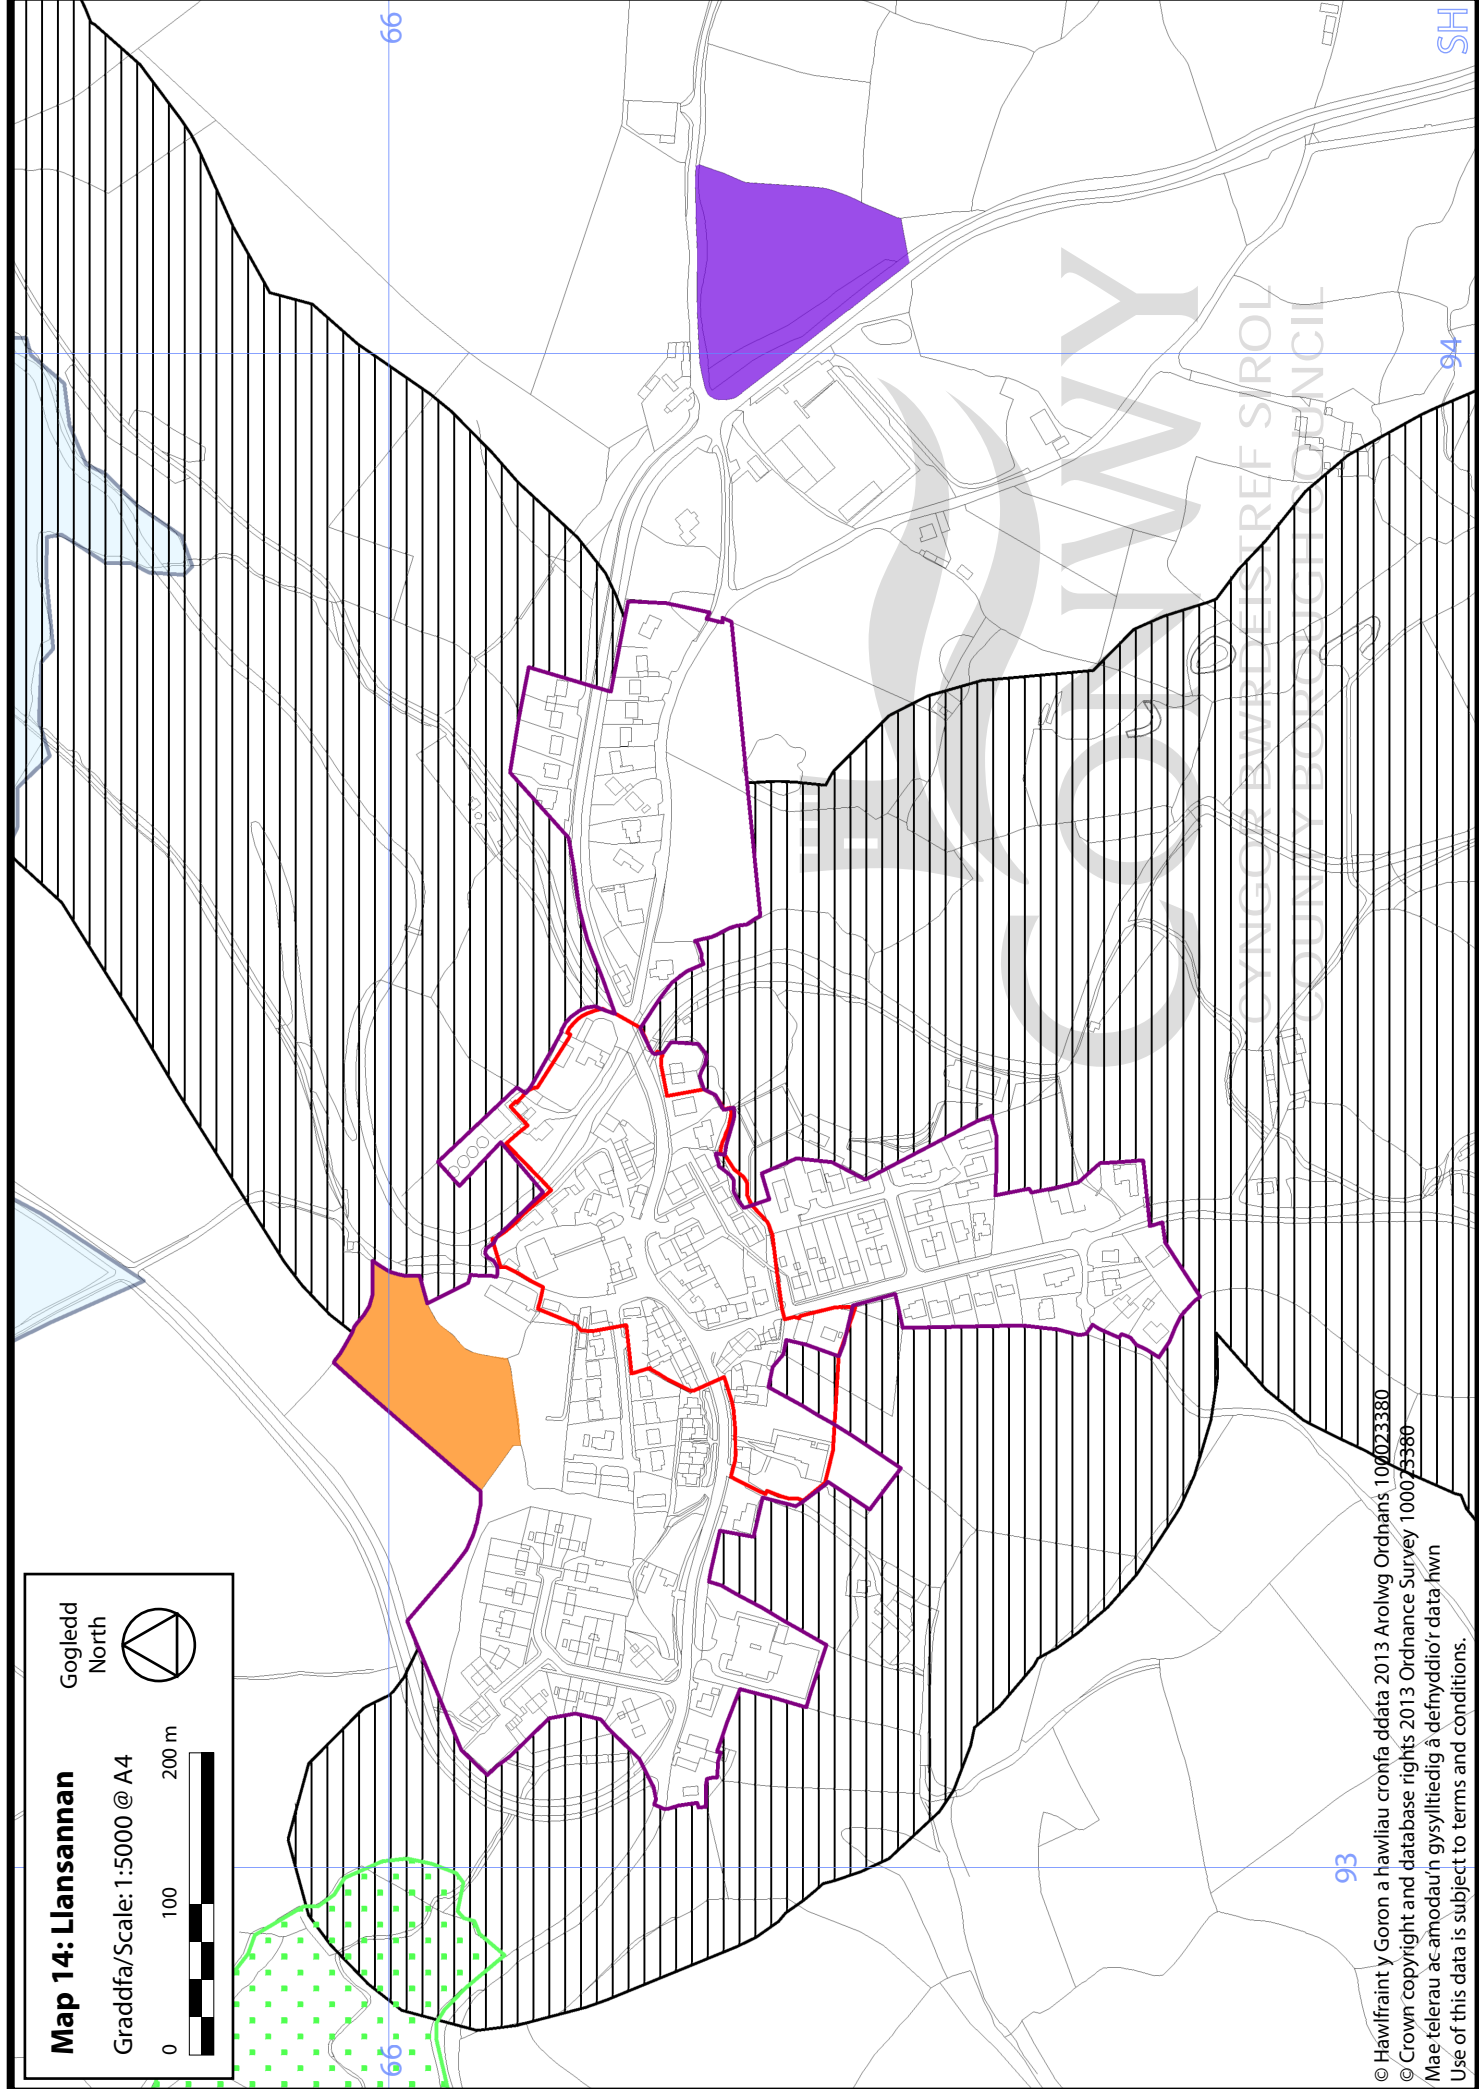 Map 14: Llansannan
Graddfa/Scale: 1:5000 @ A4
0 100 200 m
Gogledd
North
66
66
93
94
SH
CONWY
CYNGOR BWRDEISTREF SIROL
COUNTY BOROUGH COUNCIL
© Hawlfraint y Goron a hawliau cronfa ddata 2013 Arolwg Ordnans 100023380
© Crown copyright and database rights 2013 Ordnance Survey 100023380
Mae telerau ac amodau'n gysylltiedig â defnyddio'r data hwn
Use of this data is subject to terms and conditions.